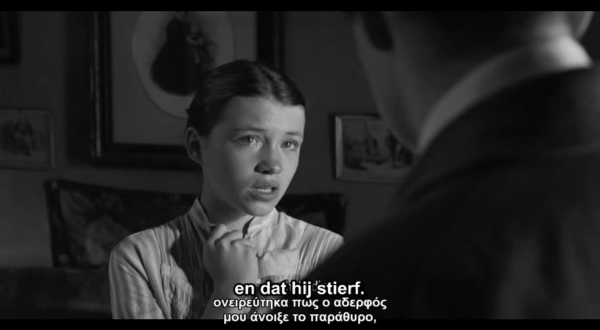 en dat hij stierf.
ονειρεύτηκα πως ο αδερφός
μου άνοιξε το παράθυρο,